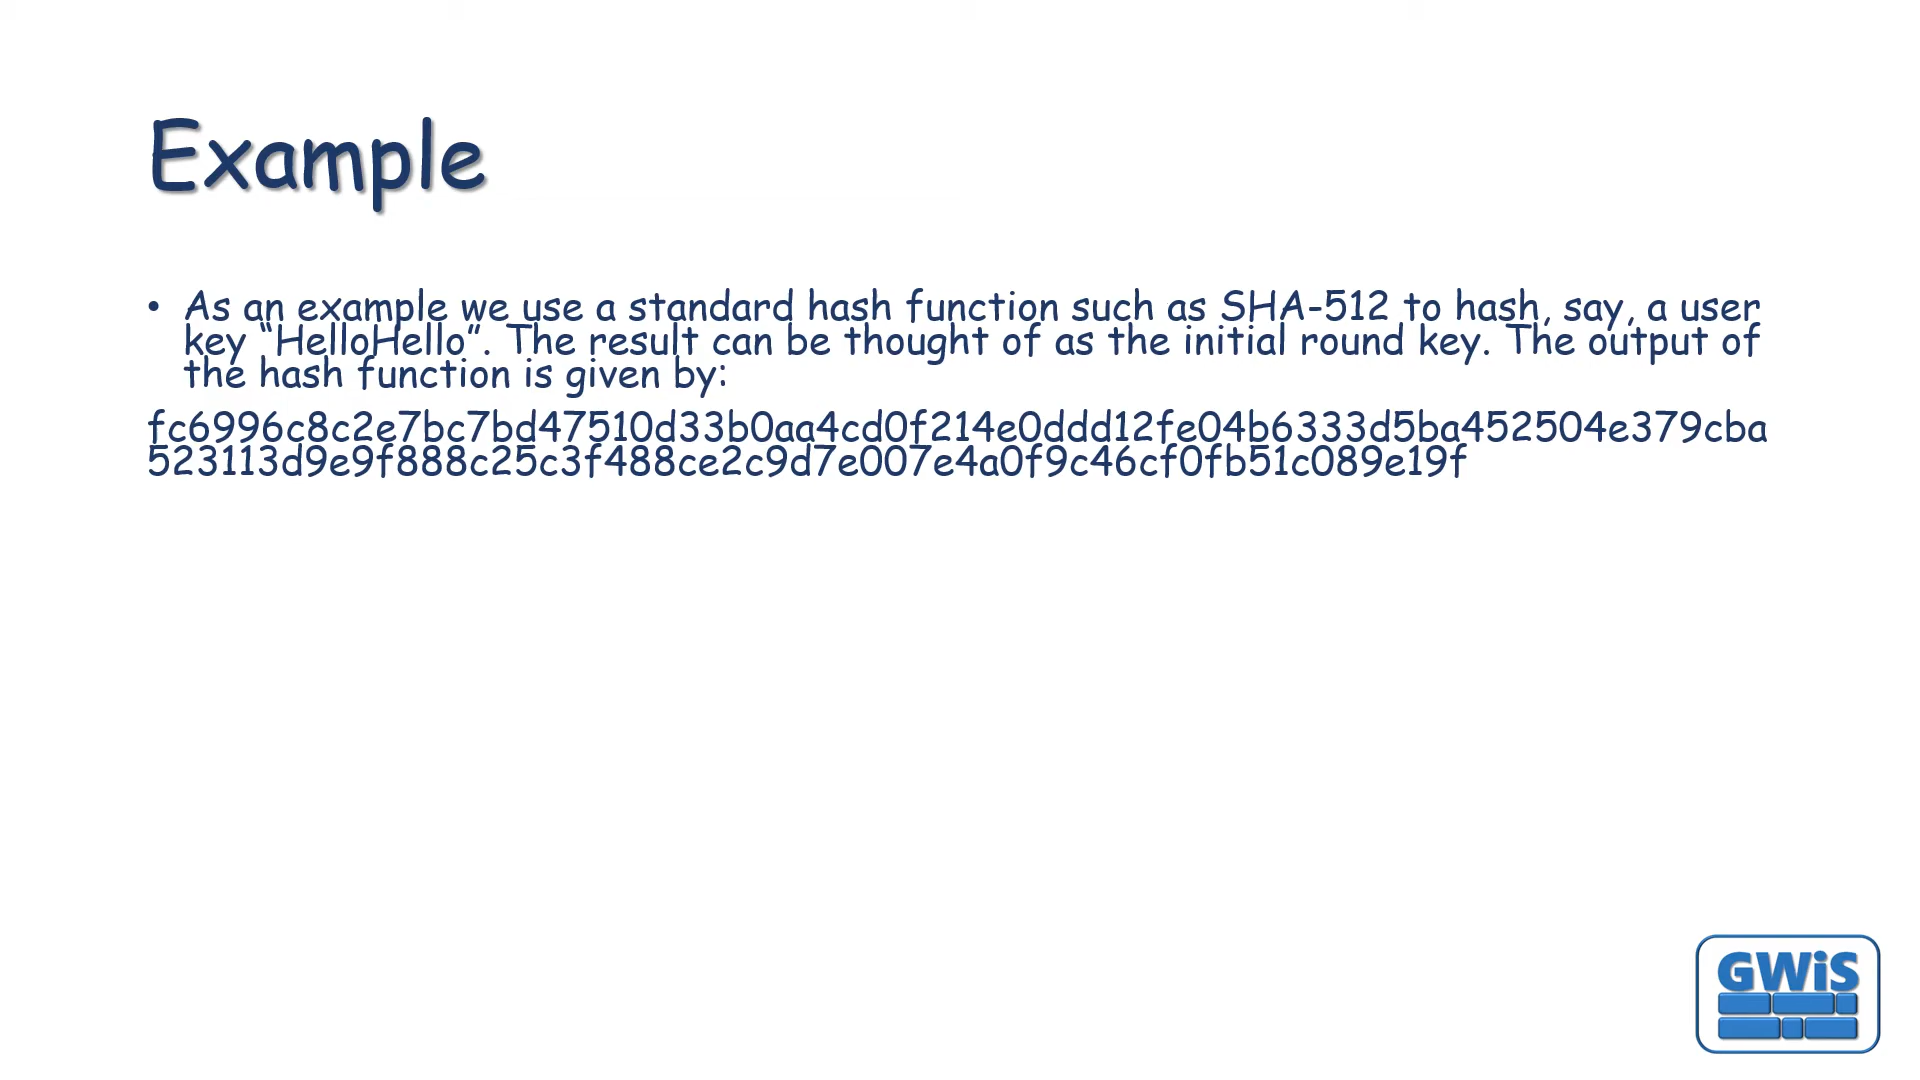 Example
• As an example we use a standard hash function such as SHA-512 to hash, say, a user
key “HelloHello”. The result can be thought of as the initial round key. The output of
the hash function is given by:
fc6996c8c2e7bc7bd47510d33b0aa4cd0f214e0ddd12fe04b6333d5ba452504e379cba
523113d9e9f888c25c3f488ce2c9d7e007e4a0f9c46cf0fb51c089e19f
GWiS